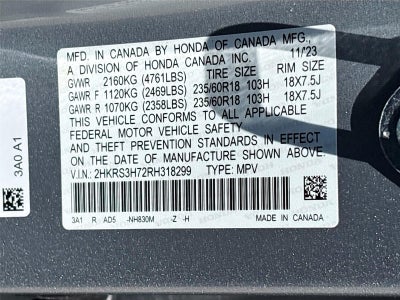 MFD. IN CANADA BY HONDA OF CANADA MFG.,
A DIVISION OF HONDA CANADA INC. 11/23
GVWR 2160KG (4761LBS) TIRE SIZE RIM SIZE
GAWR F 1120KG (2469LBS) 235/60R18 103H 18X7.5J
GAWR R 1070KG (2358LBS) 235/60R18 103H 18X7.5J
THIS VEHICLE CONFORMS TO ALL APPLICABLE
FEDERAL MOTOR VEHICLE SAFETY
AND THEFT PREVENTION STANDARDS IN EFFECT
ON THE DATE OF MANUFACTURE SHOWN ABOVE.
V.I.N.: 2HKRS3H72RH318299 TYPE: MPV
3A1 R AD5 -NH830M -Z -H MADE IN CANADA
3A0 A1